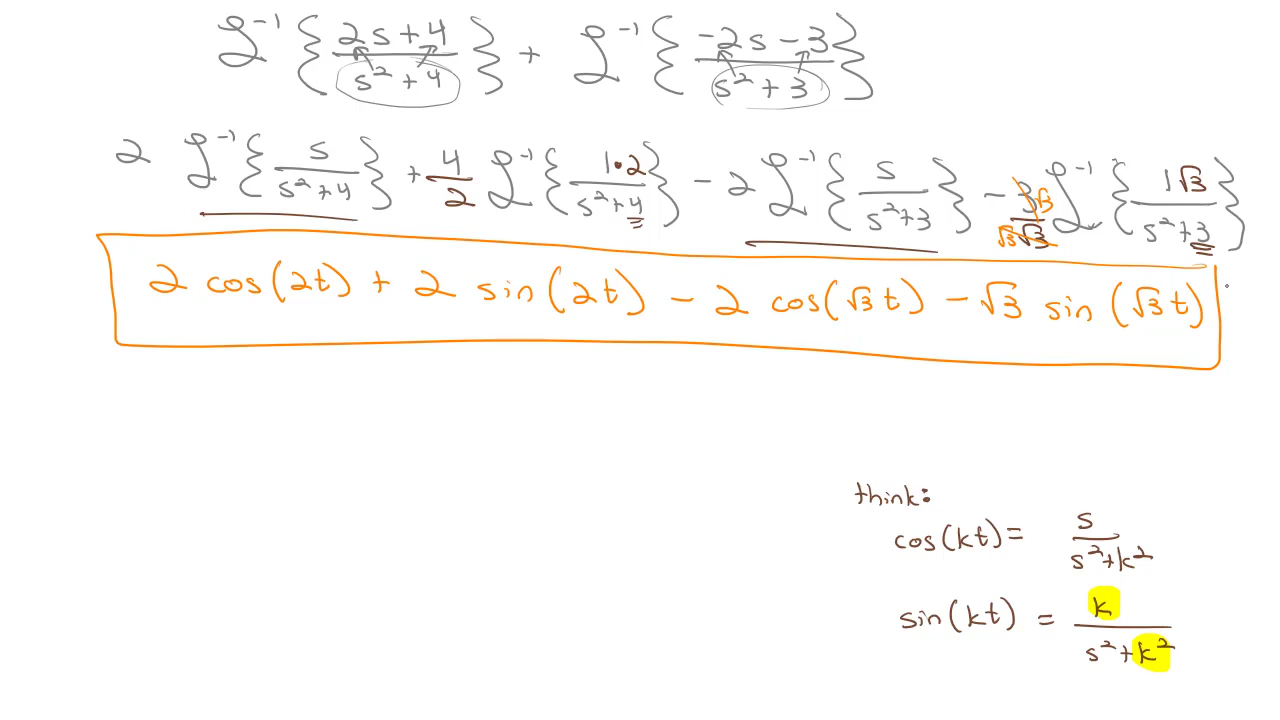 ℒ⁻¹ { (2s + 4)/(s² + 4) } + ℒ⁻¹ { (-2s - 3)/(s² + 3) }
2 ℒ⁻¹ { s/(s² + 4) } + 4/2 ℒ⁻¹ { (1·2)/(s² + 4) } - 2 ℒ⁻¹ { s/(s² + 3) } - 3√3/(√3√3) ℒ⁻¹ { 1√3/(s² + 3) }
2 cos(2t) + 2 sin(2t) - 2 cos(√3t) - √3 sin(√3t)
think:
cos(kt) = s/(s² + k²)
sin(kt) = k/(s² + k²)